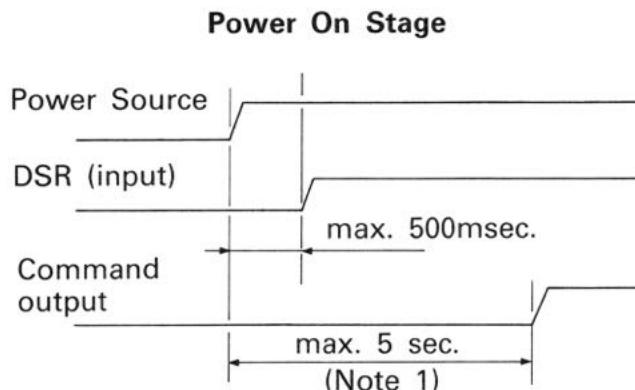 Power On Stage
Power Source
DSR (input)
max. 500msec.
Command
output
max. 5 sec.
(Note 1)